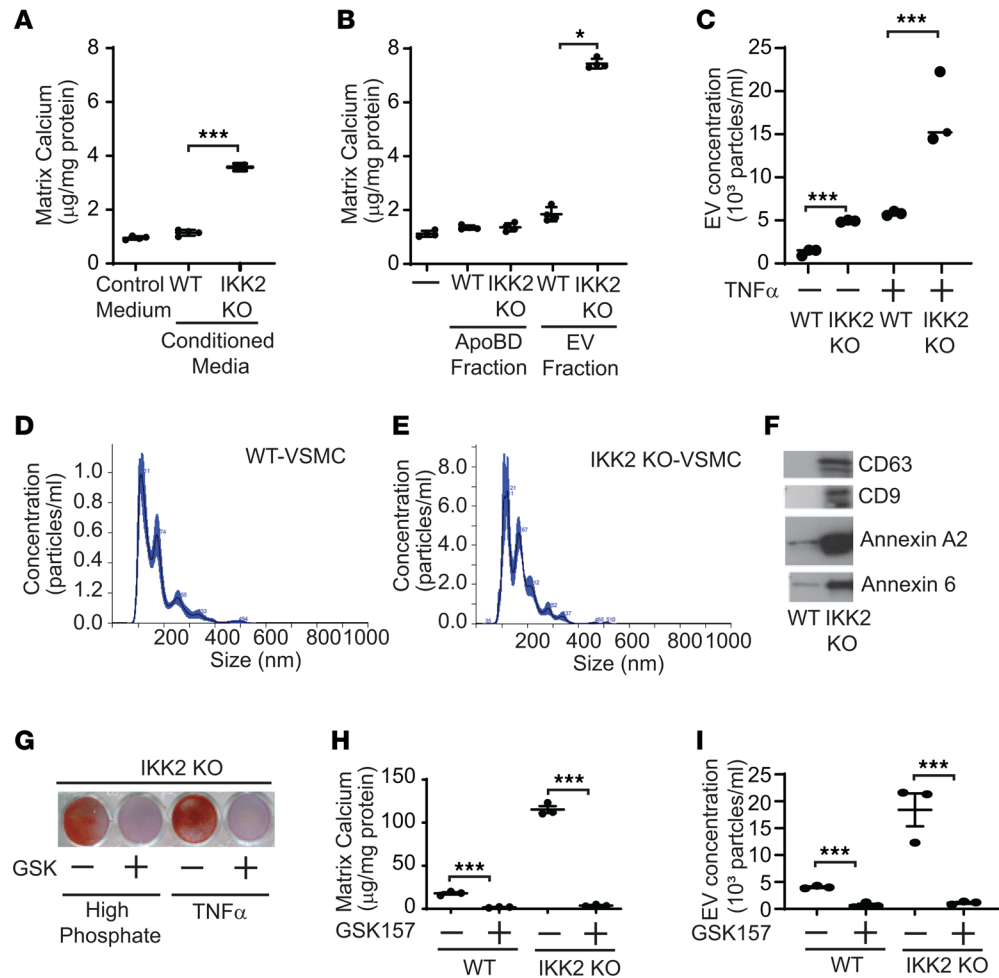 A
Matrix Calcium
(µg/mg protein)
8
6
4
2
0
***
Control
Medium
WT
IKK2
KO
Conditioned
Media
B
Matrix Calcium
(µg/mg protein)
8
6
4
2
0
*
—
WT
IKK2
KO
WT
IKK2
KO
ApoBD
Fraction
EV
Fraction
C
EV concentration
(10³ partcles/ml)
25
20
15
10
5
0
***
***
TNFα
— — + +
WT
IKK2
KO
WT
IKK2
KO
D
WT-VSMC
Concentration
(particles/ml)
1.0
0.8
0.6
0.4
1.2
0.0
200 400 600 800 1000
Size (nm)
E
IKK2 KO-VSMC
Concentration
(particles/ml)
8.0
6.0
4.0
2.0
0.0
200 400 600 800 1000
Size (nm)
F
CD63
CD9
Annexin A2
Annexin 6
WT IKK2
KO
G
IKK2 KO
GSK — + — +
High
Phosphate
TNFα
H
Matrix Calcium
(µg/mg protein)
150
100
50
0
***
***
GSK157 — + — +
WT IKK2 KO
I
EV concentration
(10³ partcles/ml)
25
20
15
10
5
0
***
***
GSK157 — + — +
WT IKK2 KO